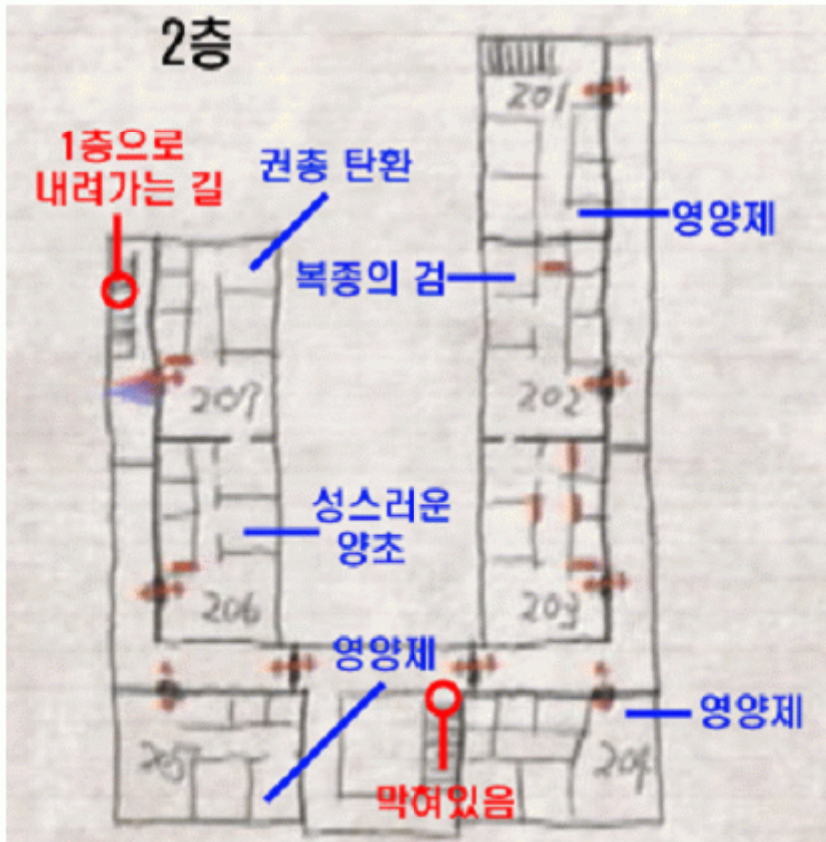 2층
201
1층으로
내려가는 길
권총 탄환
영양제
복종의 검
207
202
성스러운
양초
206
203
영양제
영양제
205
204
막혀있음